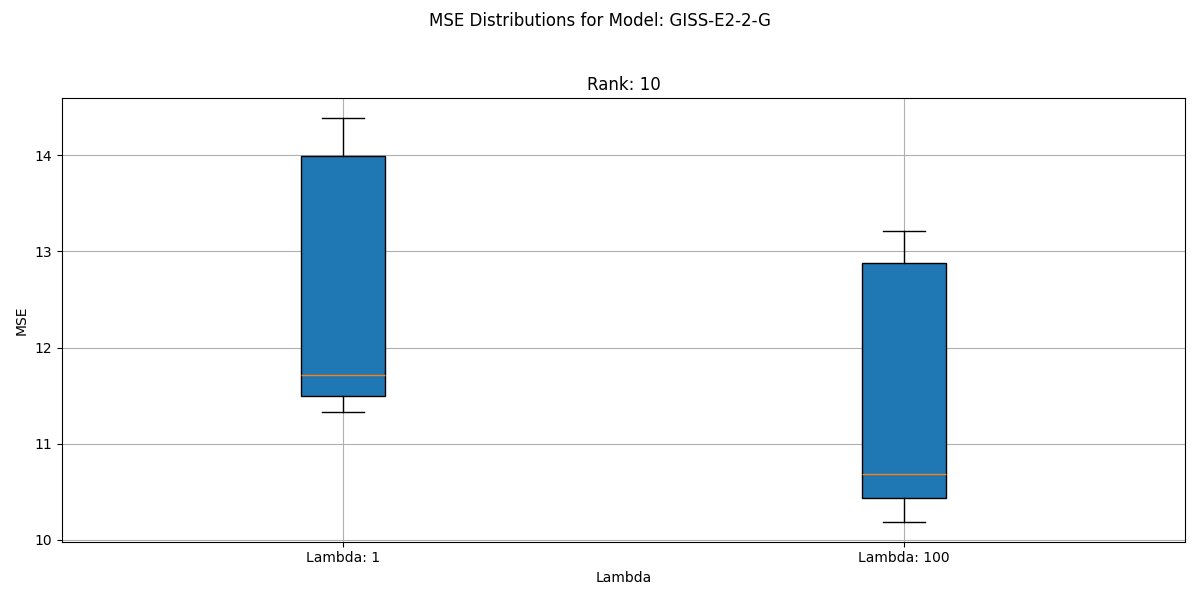 MSE Distributions for Model: GISS-E2-2-G
Rank: 10
14
13
12
11
10
MSE
Lambda: 1
Lambda: 100
Lambda